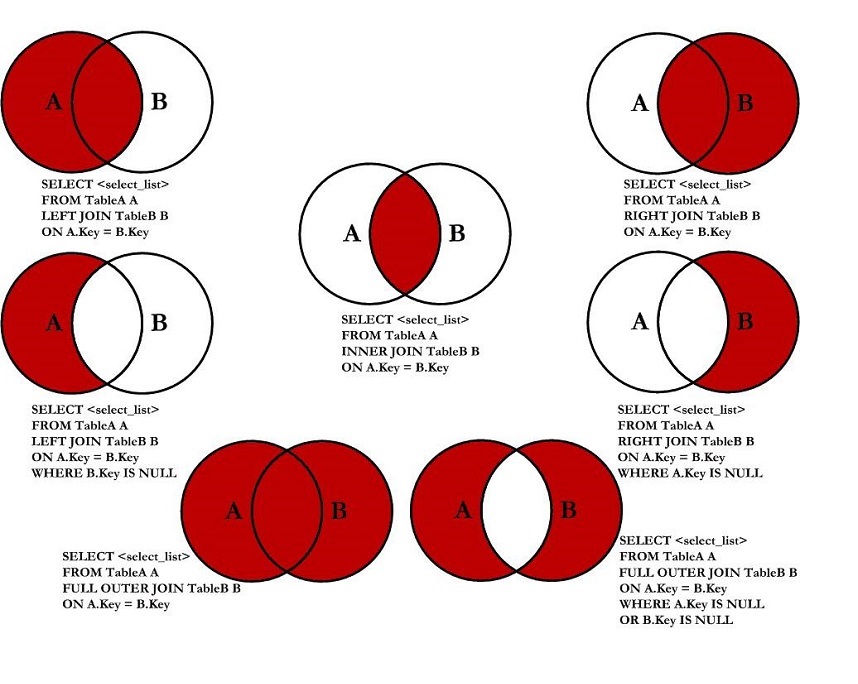 A B
SELECT <select_list>
FROM TableA A
LEFT JOIN TableB B
ON A.Key = B.Key
A B
SELECT <select_list>
FROM TableA A
RIGHT JOIN TableB B
ON A.Key = B.Key
A B
SELECT <select_list>
FROM TableA A
INNER JOIN TableB B
ON A.Key = B.Key
A B
SELECT <select_list>
FROM TableA A
LEFT JOIN TableB B
ON A.Key = B.Key
WHERE B.Key IS NULL
A B
SELECT <select_list>
FROM TableA A
RIGHT JOIN TableB B
ON A.Key = B.Key
WHERE A.Key IS NULL
A B
SELECT <select_list>
FROM TableA A
FULL OUTER JOIN TableB B
ON A.Key = B.Key
A B
SELECT <select_list>
FROM TableA A
FULL OUTER JOIN TableB B
ON A.Key = B.Key
WHERE A.Key IS NULL
OR B.Key IS NULL